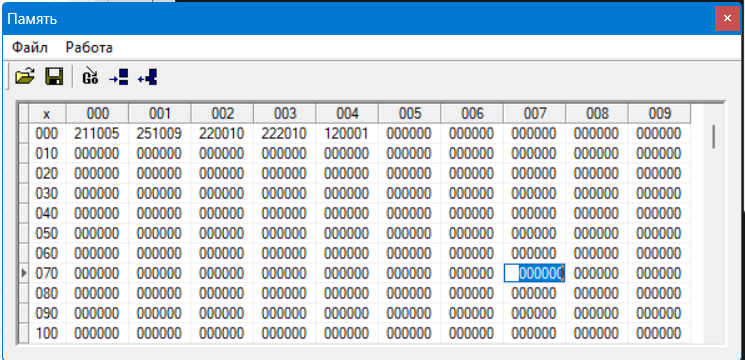 Память
Файл Работа
Go
x 000 001 002 003 004 005 006 007 008 009
000 211005 251009 220010 222010 120001 000000 000000 000000 000000 000000
010 000000 000000 000000 000000 000000 000000 000000 000000 000000 000000
020 000000 000000 000000 000000 000000 000000 000000 000000 000000 000000
030 000000 000000 000000 000000 000000 000000 000000 000000 000000 000000
040 000000 000000 000000 000000 000000 000000 000000 000000 000000 000000
050 000000 000000 000000 000000 000000 000000 000000 000000 000000 000000
060 000000 000000 000000 000000 000000 000000 000000 000000 000000 000000
070 000000 000000 000000 000000 000000 000000 000000 000000 000000 000000
080 000000 000000 000000 000000 000000 000000 000000 000000 000000 000000
090 000000 000000 000000 000000 000000 000000 000000 000000 000000 000000
100 000000 000000 000000 000000 000000 000000 000000 000000 000000 000000